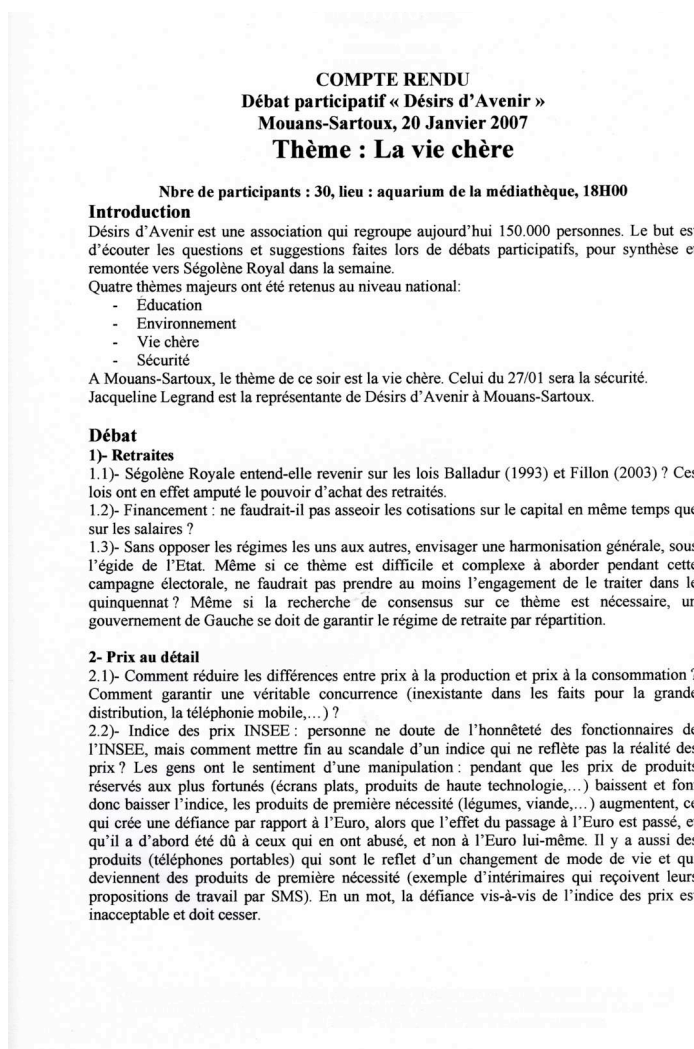 COMPTE RENDU
Débat participatif « Désirs d'Avenir »
Mouans-Sartoux, 20 Janvier 2007
Thème : La vie chère
Nbre de participants : 30, lieu : aquarium de la médiathèque, 18H00
Introduction
Désirs d'Avenir est une association qui regroupe aujourd'hui 150.000 personnes. Le but es
d'écouter les questions et suggestions faites lors de débats participatifs, pour synthèse e
remontée vers Ségolène Royal dans la semaine.
Quatre thèmes majeurs ont été retenus au niveau national:
- Éducation
- Environnement
- Vie chère
- Sécurité
A Mouans-Sartoux, le thème de ce soir est la vie chère. Celui du 27/01 sera la sécurité.
Jacqueline Legrand est la représentante de Désirs d'Avenir à Mouans-Sartoux.
Débat
1)- Retraites
1.1)- Ségolène Royale entend-elle revenir sur les lois Balladur (1993) et Fillon (2003) ? Ces
lois ont en effet amputé le pouvoir d'achat des retraités.
1.2)- Financement : ne faudrait-il pas asseoir les cotisations sur le capital en même temps que
sur les salaires ?
1.3)- Sans opposer les régimes les uns aux autres, envisager une harmonisation générale, sous
l'égide de l'Etat. Même si ce thème est difficile et complexe à aborder pendant cette
campagne électorale, ne faudrait pas prendre au moins l'engagement de le traiter dans le
quinquennat ? Même si la recherche de consensus sur ce thème est nécessaire, un
gouvernement de Gauche se doit de garantir le régime de retraite par répartition.
2- Prix au détail
2.1)- Comment réduire les différences entre prix à la production et prix à la consommation ?
Comment garantir une véritable concurrence (inexistante dans les faits pour la grande
distribution, la téléphonie mobile,...) ?
2.2)- Indice des prix INSEE : personne ne doute de l'honnêteté des fonctionnaires de
l'INSEE, mais comment mettre fin au scandale d'un indice qui ne reflète pas la réalité des
prix ? Les gens ont le sentiment d'une manipulation : pendant que les prix de produits
réservés aux plus fortunés (écrans plats, produits de haute technologie,...) baissent et fon
donc baisser l'indice, les produits de première nécessité (légumes, viande,...) augmentent, ce
qui crée une défiance par rapport à l'Euro, alors que l'effet du passage à l'Euro est passé, e
qu'il a d'abord été dû à ceux qui en ont abusé, et non à l'Euro lui-même. Il y a aussi des
produits (téléphones portables) qui sont le reflet d'un changement de mode de vie et qui
deviennent des produits de première nécessité (exemple d'intérimaires qui reçoivent leurs
propositions de travail par SMS). En un mot, la défiance vis-à-vis de l'indice des prix es
inacceptable et doit cesser.